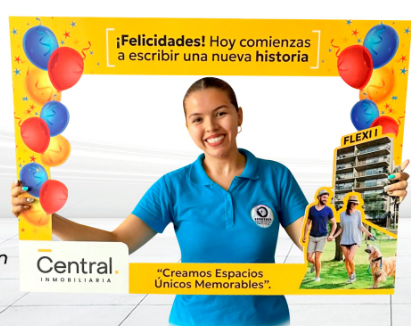 ¡Felicidades! Hoy comienzas
a escribir una nueva historia
FLEXI I
Central.
INMOBILIARIA
"Creamos Espacios
Únicos Memorables".
n